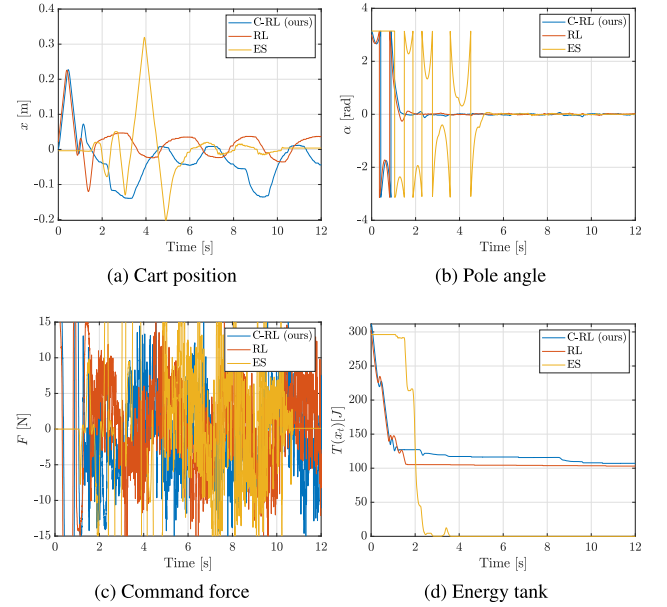 0.4
0.3
0.2
0.1
0
-0.1
-0.2
x [m]
0 2 4 6 8 10 12
Time [s]
C-RL (ours)
RL
ES
(a) Cart position
4
2
0
-2
-4
α [rad]
0 2 4 6 8 10 12
Time [s]
C-RL (ours)
RL
ES
(b) Pole angle
15
10
5
0
-5
-10
-15
F [N]
0 2 4 6 8 10 12
Time [s]
C-RL (ours)
RL
ES
(c) Command force
300
250
200
150
100
50
0
T(x_t)[J]
0 2 4 6 8 10 12
Time [s]
C-RL (ours)
RL
ES
(d) Energy tank